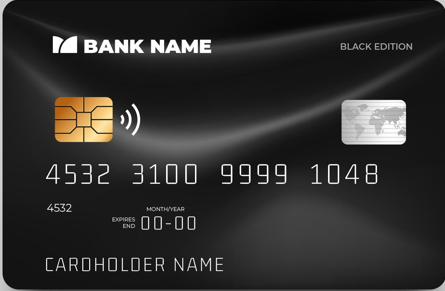 BANK NAME
BLACK EDITION
4532 3100 9999 1048
4532
MONTH/YEAR
EXPIRES
END
00-00
CARDHOLDER NAME